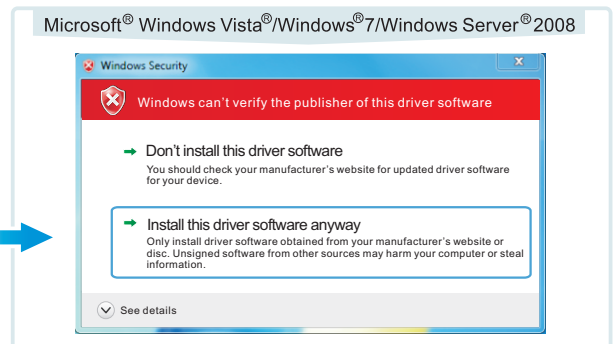 Microsoft® Windows Vista®/Windows®7/Windows Server®2008
Windows Security
x
Windows can't verify the publisher of this driver software
Don't install this driver software
You should check your manufacturer's website for updated driver software
for your device.
Install this driver software anyway
Only install driver software obtained from your manufacturer's website or
disc. Unsigned software from other sources may harm your computer or steal
information.
See details